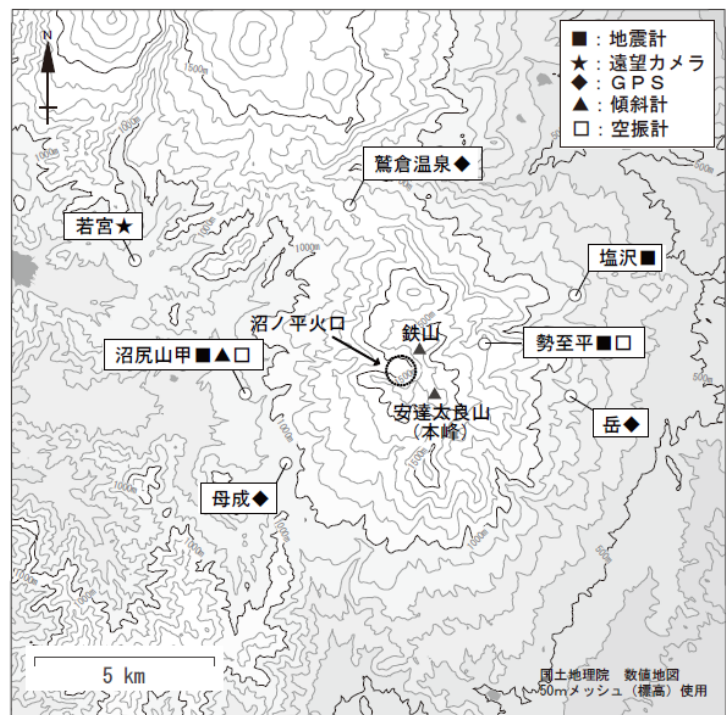 N
■：地震計
★：遠望カメラ
◆：ＧＰＳ
▲：傾斜計
□：空振計
1500m
1000m
500m
鷲倉温泉◆
若宮★
塩沢■
沼ノ平火口
鉄山
勢至平■□
沼尻山甲■▲□
安達太良山
（本峰）
岳◆
母成◆
5 km
国土地理院　数値地図
50mメッシュ（標高）使用